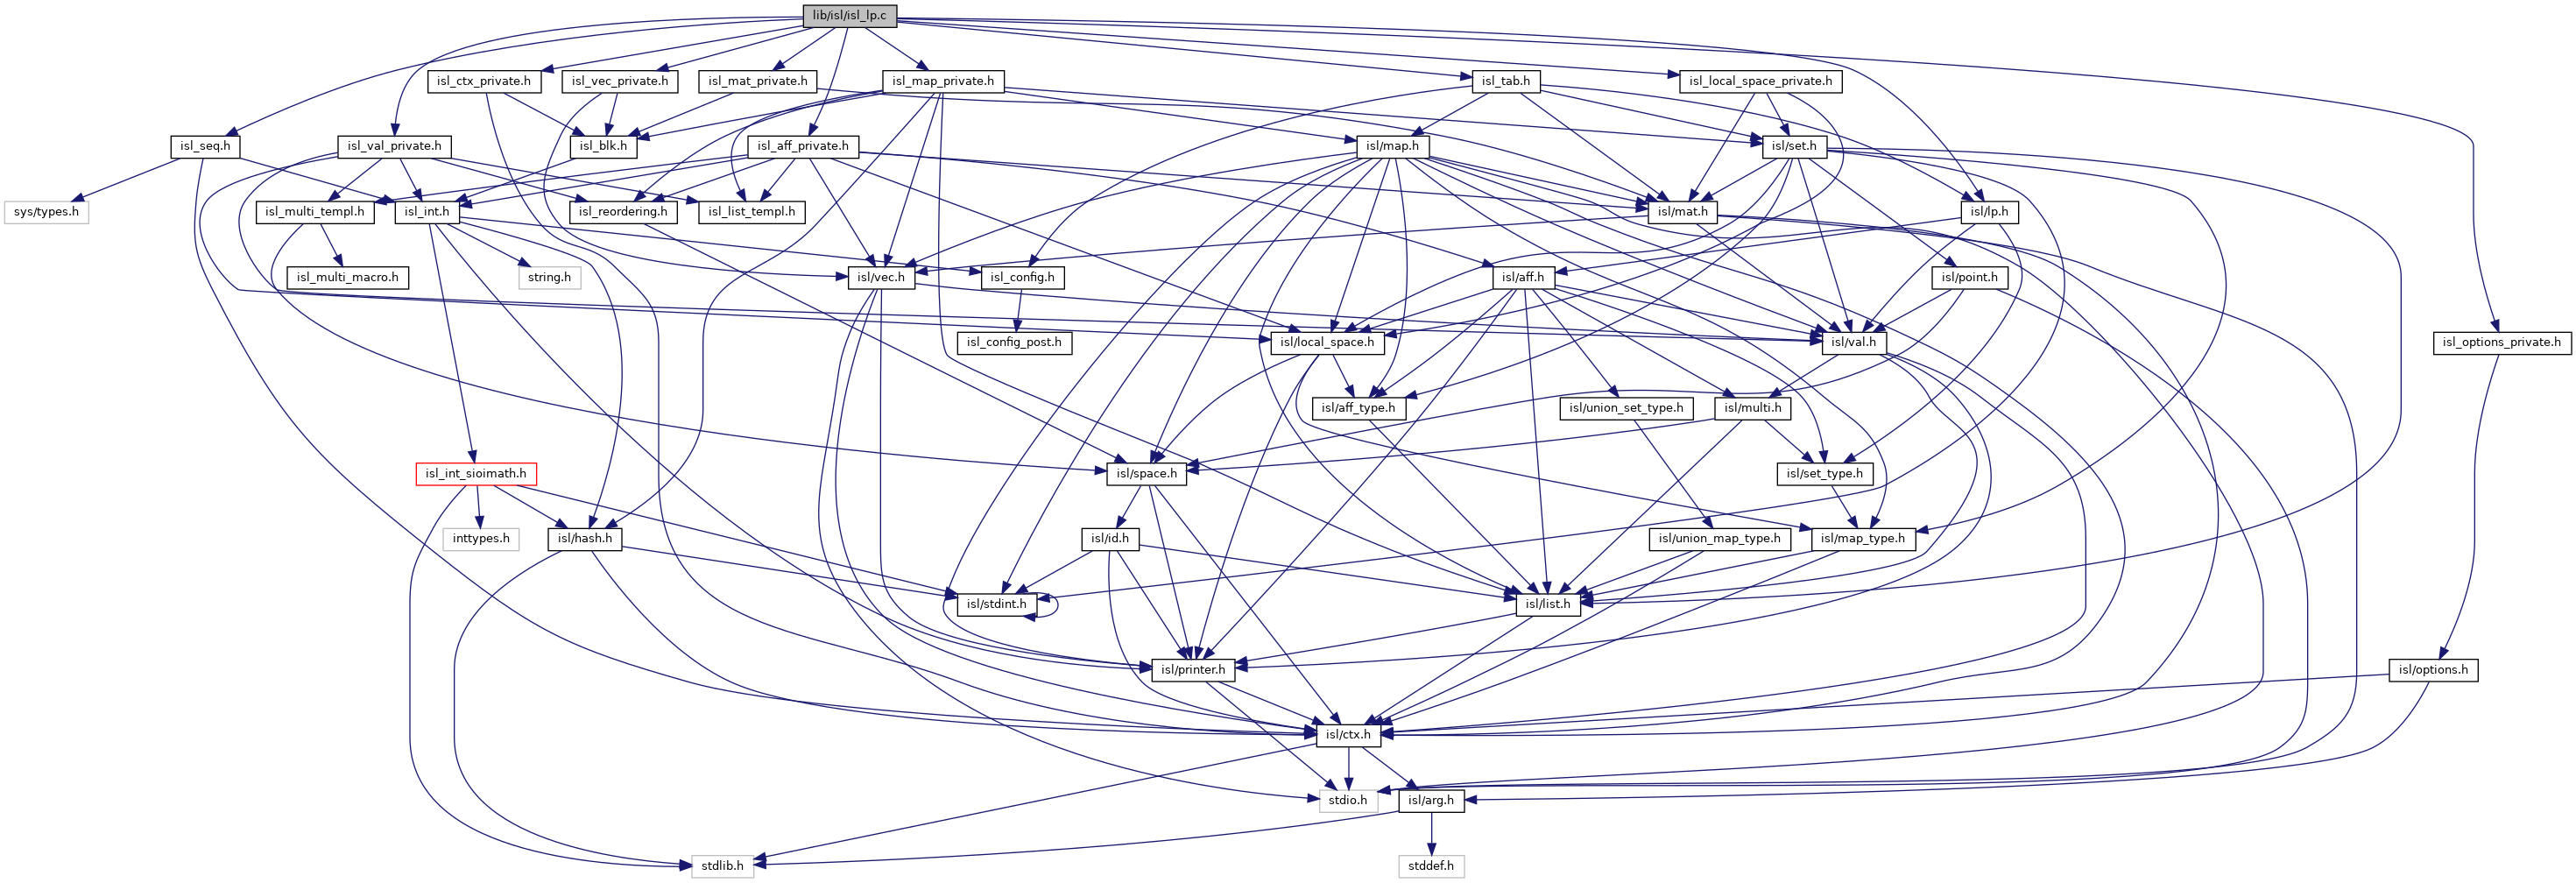 lib/isl/isl_lp.c
isl_ctx_private.h
isl_vec_private.h
isl_mat_private.h
isl_map_private.h
isl_tab.h
isl_local_space_private.h
isl_seq.h
isl_val_private.h
isl_blk.h
isl_aff_private.h
isl/map.h
isl/set.h
sys/types.h
isl_multi_templ.h
isl_int.h
isl_reordering.h
isl_list_templ.h
isl/mat.h
isl/lp.h
isl_multi_macro.h
string.h
isl/vec.h
isl_config.h
isl/aff.h
isl/point.h
isl_config_post.h
isl/local_space.h
isl/val.h
isl_options_private.h
isl/aff_type.h
isl/union_set_type.h
isl/multi.h
isl_int_sioimath.h
isl/space.h
isl/set_type.h
inttypes.h
isl/hash.h
isl/id.h
isl/union_map_type.h
isl/map_type.h
isl/stdint.h
isl/list.h
isl/printer.h
isl/options.h
isl/ctx.h
stdio.h
isl/arg.h
stdlib.h
stddef.h